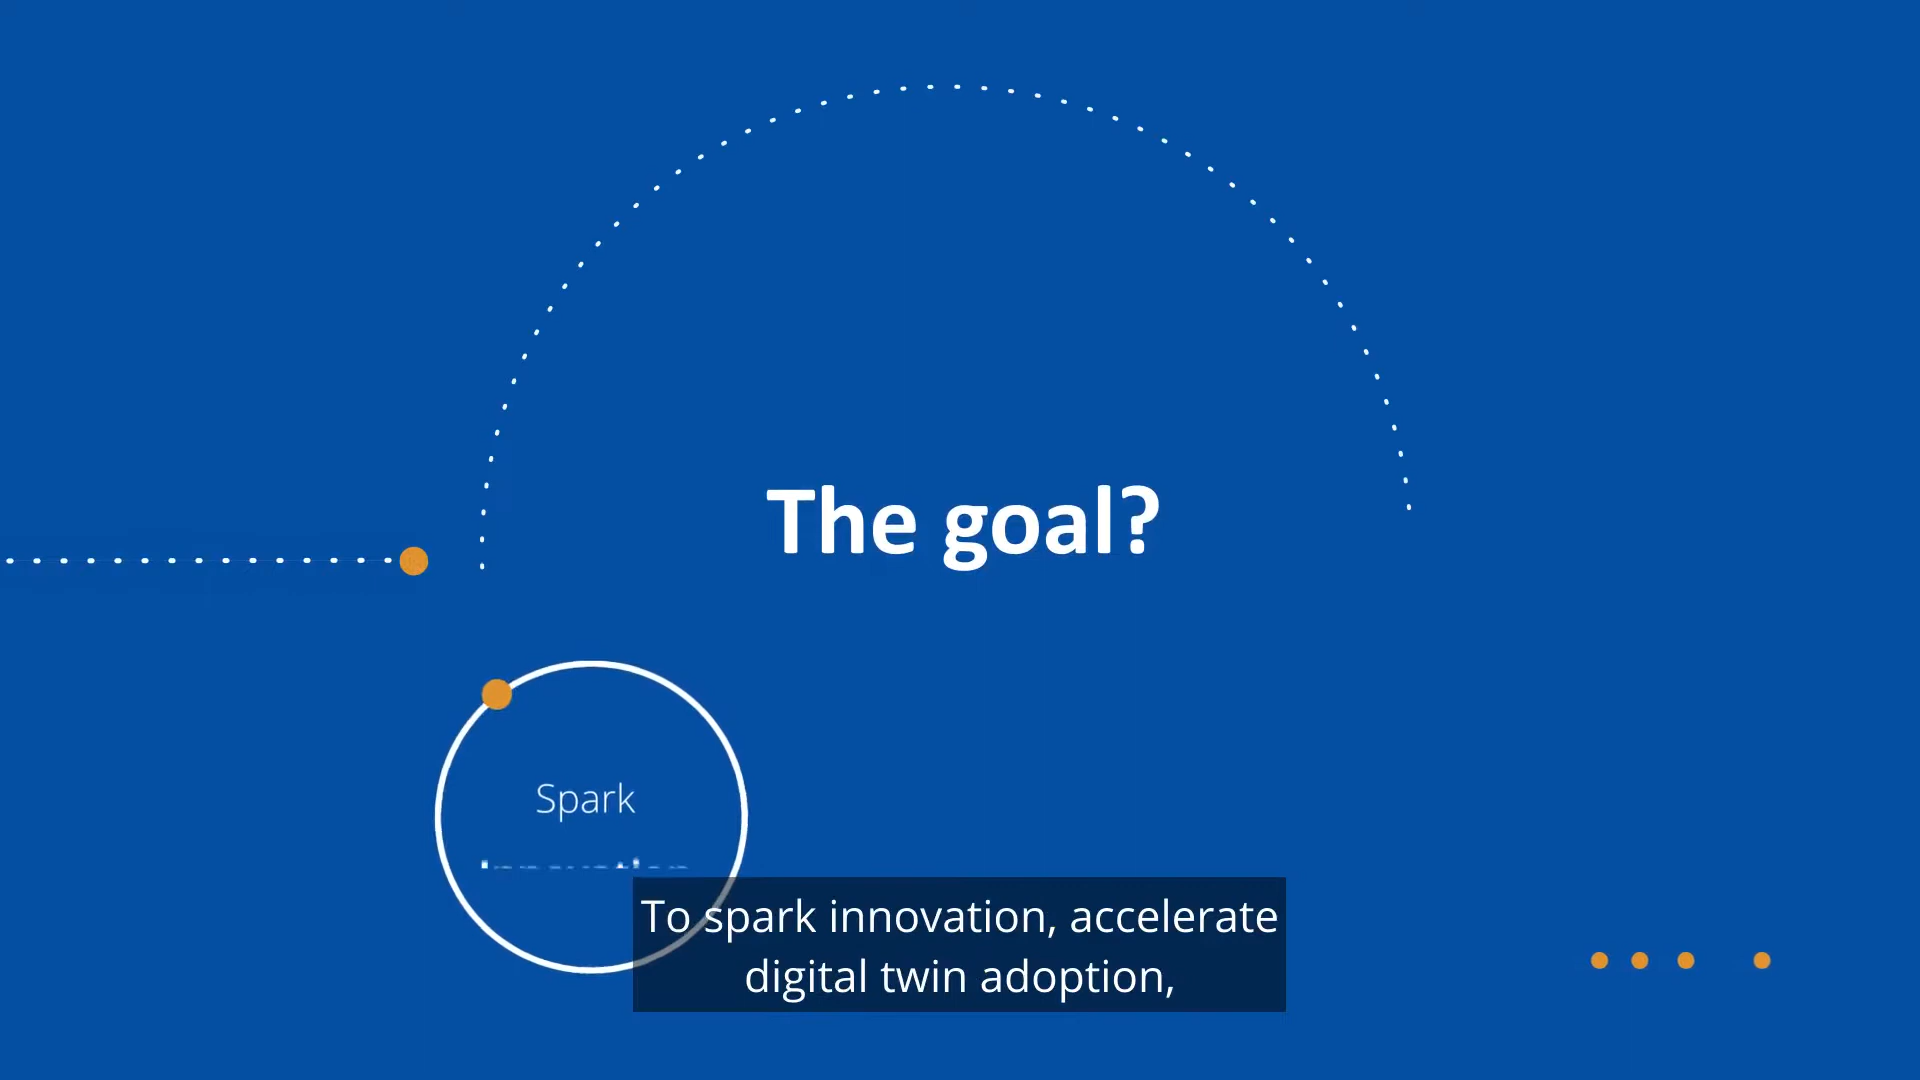 The goal?
Spark
To spark innovation, accelerate
digital twin adoption,